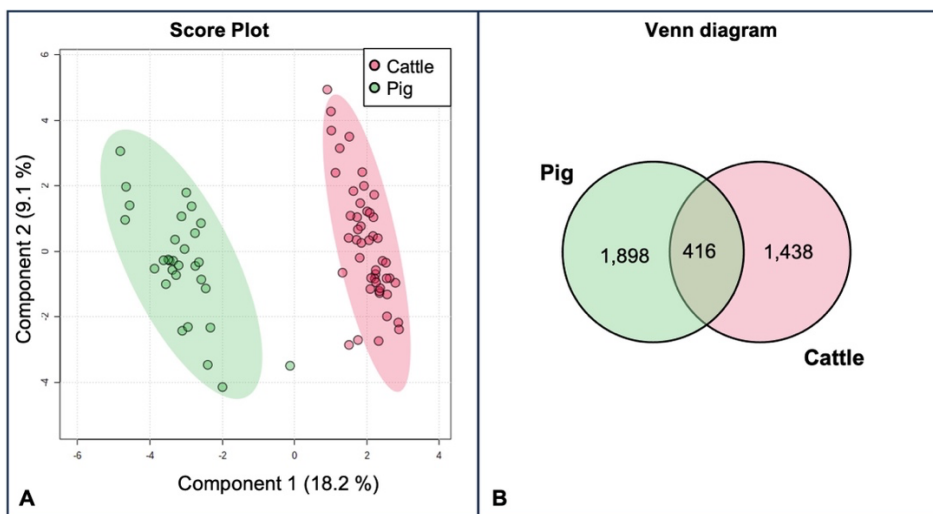 Score Plot
Cattle
Pig
6
4
2
0
-2
-4
Component 2 (9.1 %)
-6
-4
-2
0
2
4
Component 1 (18.2 %)
A
Venn diagram
Pig
1,898
416
1,438
Cattle
B